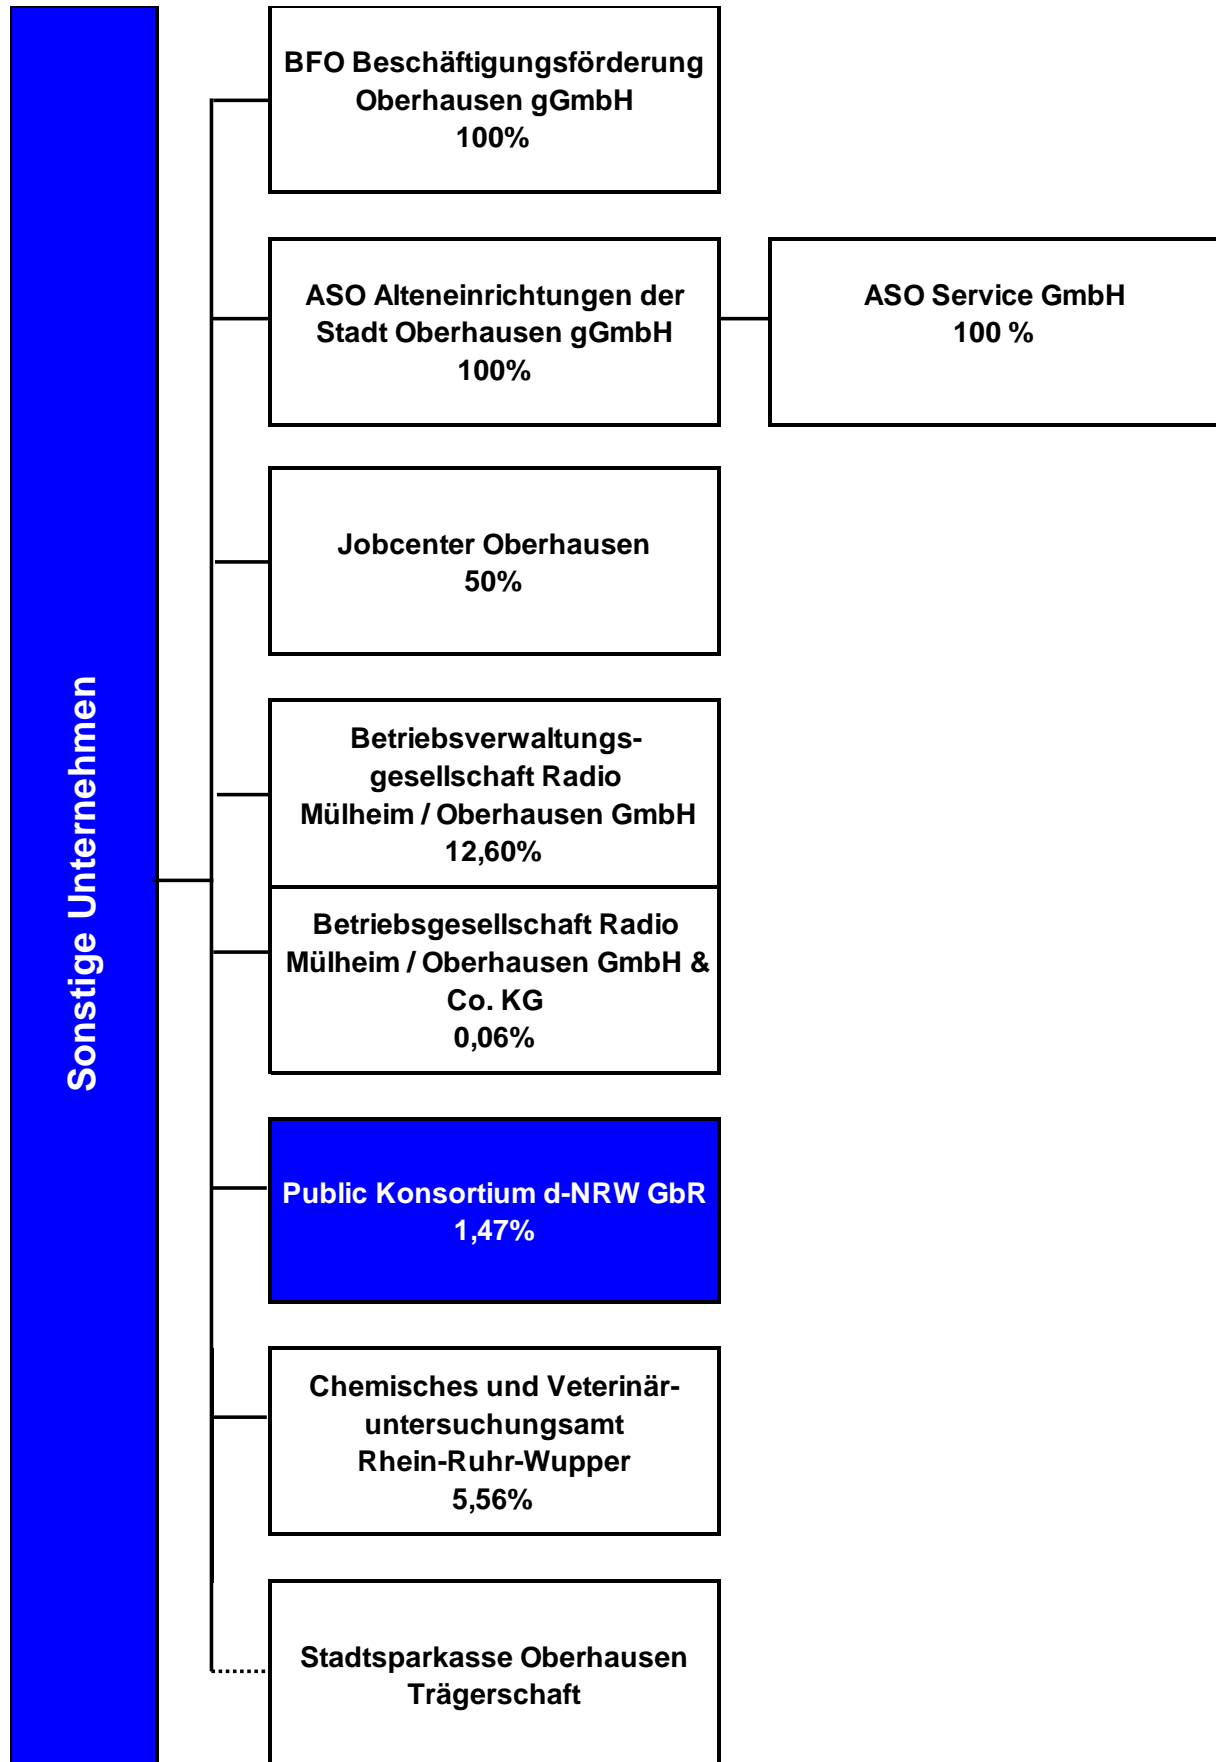 Sonstige Unternehmen
BFO Beschäftigungsförderung
Oberhausen gGmbH
100%
ASO Alteneinrichtungen der
Stadt Oberhausen gGmbH
100%
ASO Service GmbH
100 %
Jobcenter Oberhausen
50%
Betriebsverwaltungs-
gesellschaft Radio
Mülheim / Oberhausen GmbH
12,60%
Betriebsgesellschaft Radio
Mülheim / Oberhausen GmbH &
Co. KG
0,06%
Public Konsortium d-NRW GbR
1,47%
Chemisches und Veterinär-
untersuchungsamt
Rhein-Ruhr-Wupper
5,56%
Stadtsparkasse Oberhausen
Trägerschaft